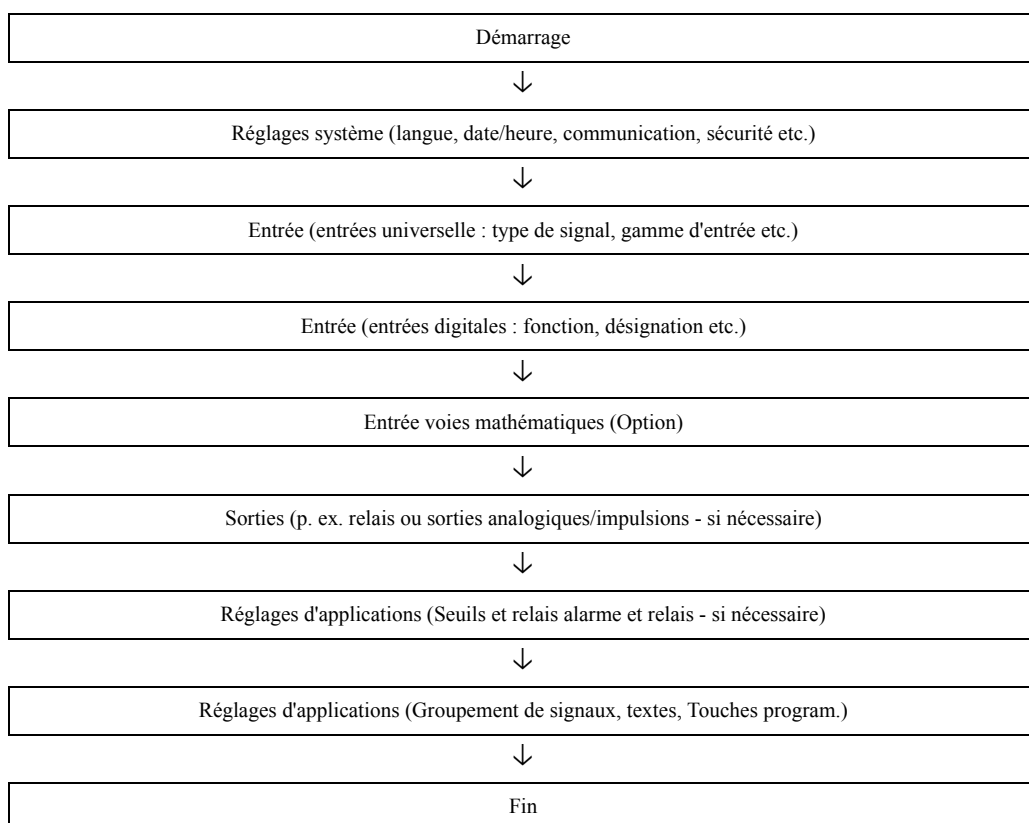 Démarrage
Réglages système (langue, date/heure, communication, sécurité etc.)
Entrée (entrées universelle : type de signal, gamme d'entrée etc.)
Entrée (entrées digitales : fonction, désignation etc.)
Entrée voies mathématiques (Option)
Sorties (p. ex. relais ou sorties analogiques/impulsions - si nécessaire)
Réglages d'applications (Seuils et relais alarme et relais - si nécessaire)
Réglages d'applications (Groupement de signaux, textes, Touches program.)
Fin